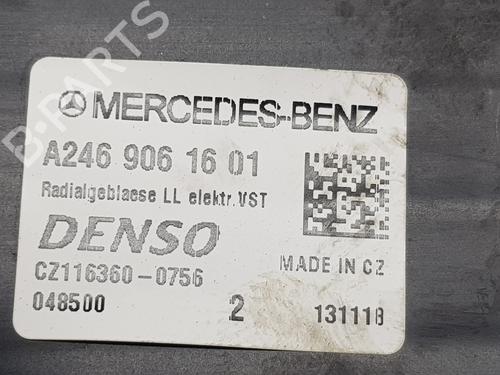 B-PARTS
MERCEDES-BENZ
A246 906 16 01
Radialgeblaese LL elektr.VST
DENSO
MADE IN CZ
CZ116360-0756
048500 2 131118